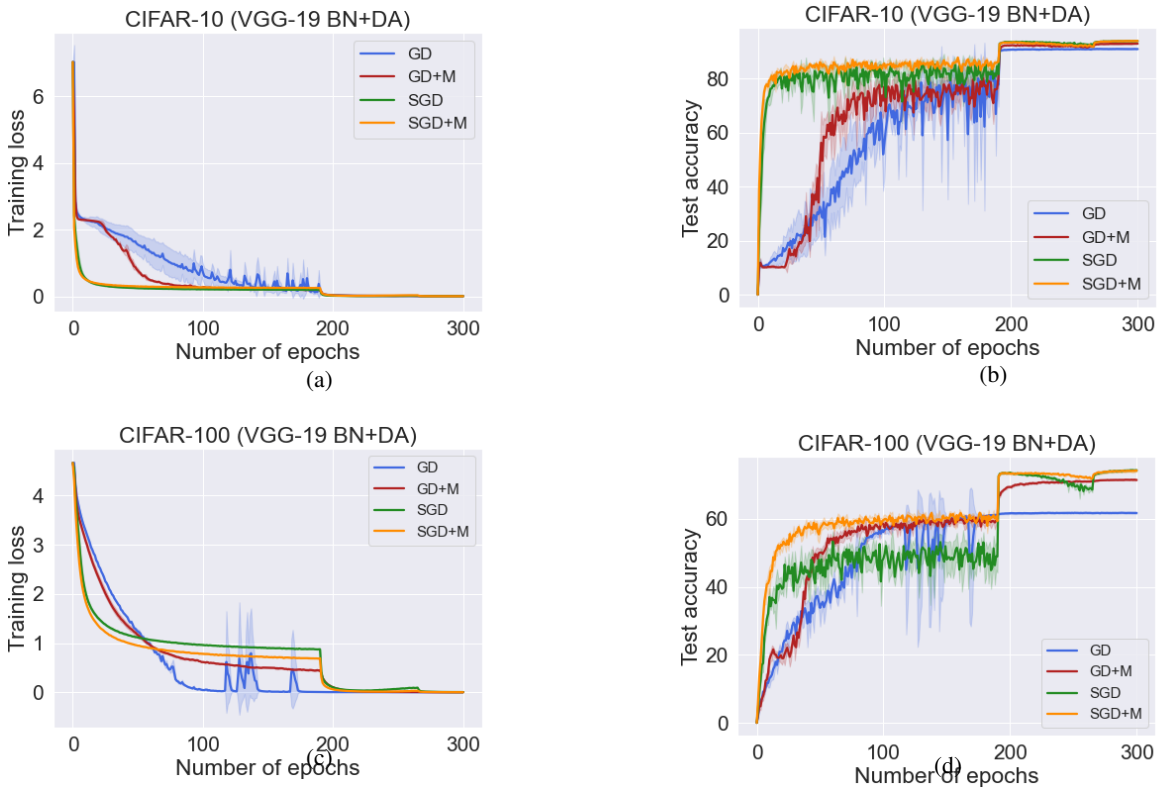 CIFAR-10 (VGG-19 BN+DA)
Training loss
6
4
2
0
GD
GD+M
SGD
SGD+M
0
100
200
300
Number of epochs
(a)
CIFAR-10 (VGG-19 BN+DA)
Test accuracy
80
60
40
20
0
GD
GD+M
SGD
SGD+M
0
100
200
300
Number of epochs
(b)
CIFAR-100 (VGG-19 BN+DA)
Training loss
4
3
2
1
0
GD
GD+M
SGD
SGD+M
0
100
200
300
Number of epochs
(c)
CIFAR-100 (VGG-19 BN+DA)
Test accuracy
60
40
20
0
GD
GD+M
SGD
SGD+M
0
100
200
300
Number of epochs
(d)